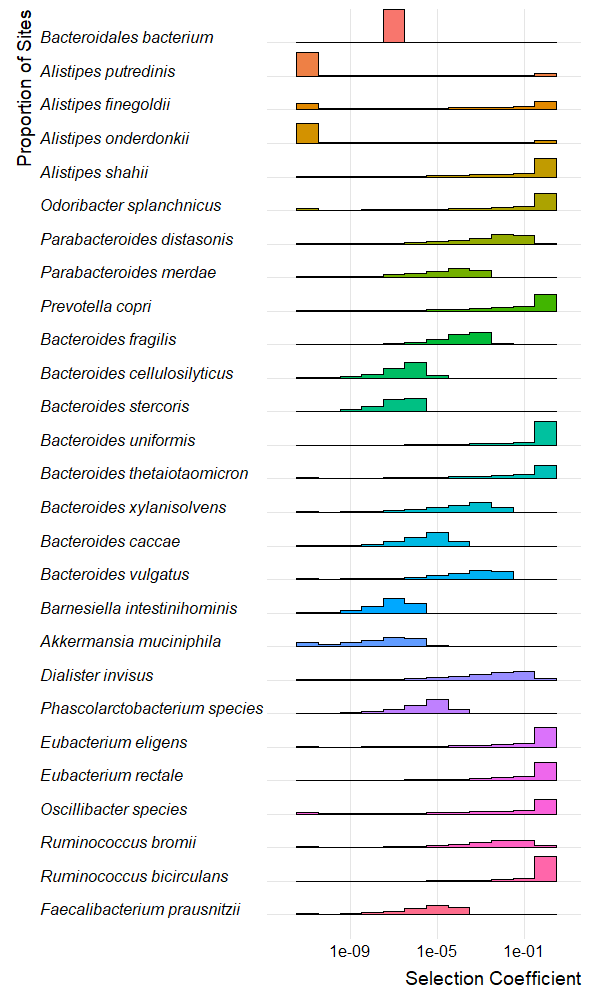 Proportion of Sites
Bacteroidales bacterium
Alistipes putredinis
Alistipes finegoldii
Alistipes onderdonkii
Alistipes shahii
Odoribacter splanchnicus
Parabacteroides distasonis
Parabacteroides merdae
Prevotella copri
Bacteroides fragilis
Bacteroides cellulosilyticus
Bacteroides stercoris
Bacteroides uniformis
Bacteroides thetaiotaomicron
Bacteroides xylanisolvens
Bacteroides caccae
Bacteroides vulgatus
Barnesiella intestinihominis
Akkermansia muciniphila
Dialister invisus
Phascolarctobacterium species
Eubacterium eligens
Eubacterium rectale
Oscillibacter species
Ruminococcus bromii
Ruminococcus bicirculans
Faecalibacterium prausnitzii
1e-09 1e-05 1e-01
Selection Coefficient